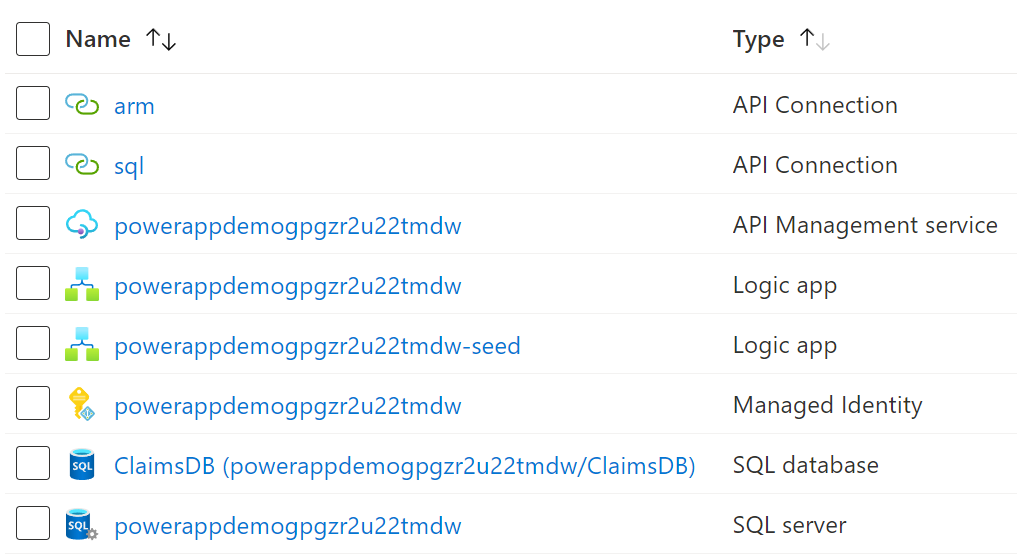 Name Type
arm API Connection
sql API Connection
powerappdemogpgzr2u22tmdw API Management service
powerappdemogpgzr2u22tmdw Logic app
powerappdemogpgzr2u22tmdw-seed Logic app
powerappdemogpgzr2u22tmdw Managed Identity
SQL ClaimsDB (powerappdemogpgzr2u22tmdw/ClaimsDB) SQL database
SQL powerappdemogpgzr2u22tmdw SQL server